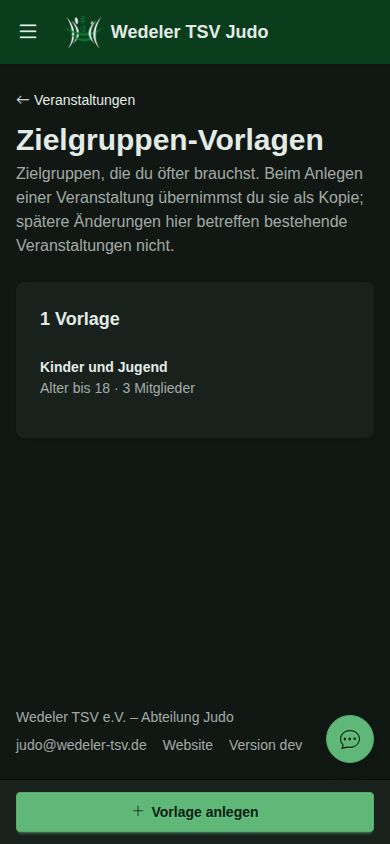 Wedeler TSV Judo
← Veranstaltungen
Zielgruppen-Vorlagen
Zielgruppen, die du öfter brauchst. Beim Anlegen
einer Veranstaltung übernimmst du sie als Kopie;
spätere Änderungen hier betreffen bestehende
Veranstaltungen nicht.
1 Vorlage
Kinder und Jugend
Alter bis 18 · 3 Mitglieder
Wedeler TSV e.V. – Abteilung Judo
judo@wedeler-tsv.de Website Version dev
+ Vorlage anlegen